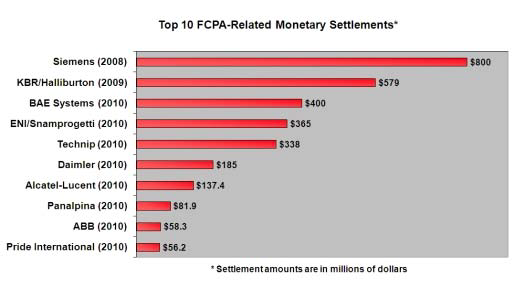 Top 10 FCPA-Related Monetary Settlements*
Siemens (2008) $800
KBR/Halliburton (2009) $579
BAE Systems (2010) $400
ENI/Snamprogetti (2010) $365
Technip (2010) $338
Daimler (2010) $185
Alcatel-Lucent (2010) $137.4
Panalpina (2010) $81.9
ABB (2010) $58.3
Pride International (2010) $56.2
* Settlement amounts are in millions of dollars